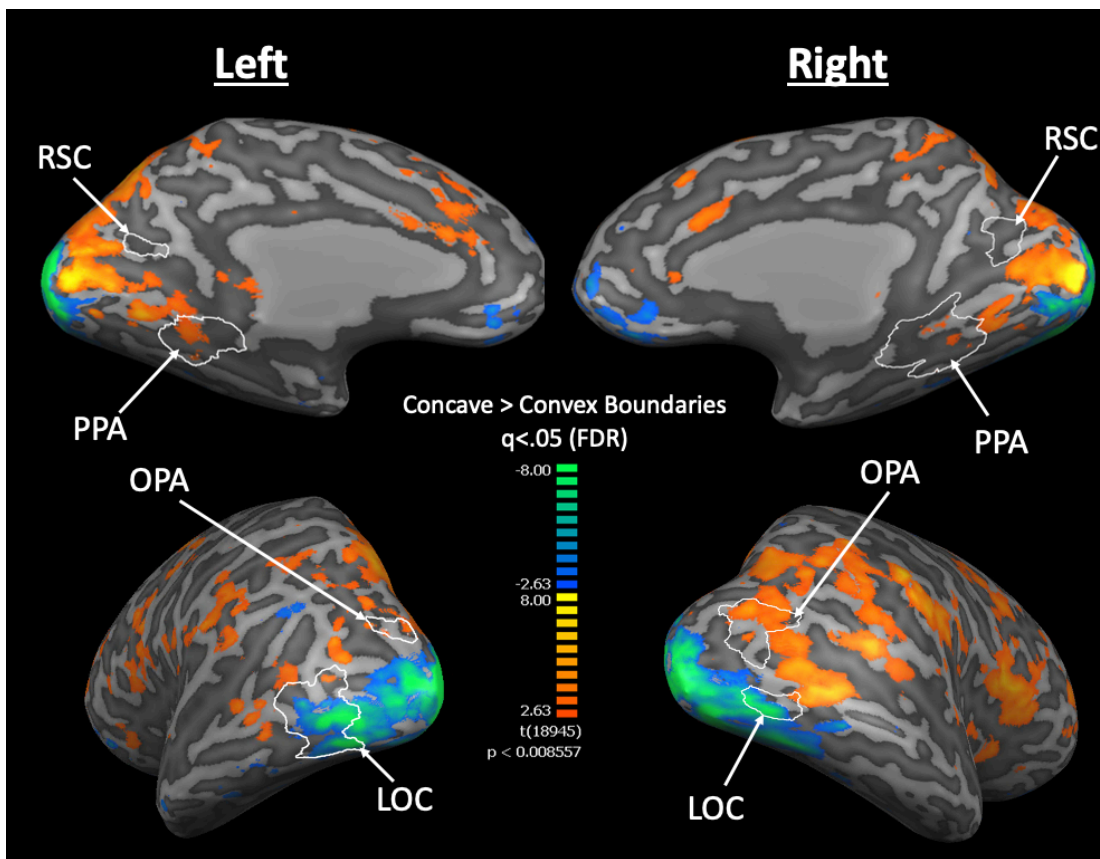 Left
Right
RSC
RSC
PPA
PPA
Concave > Convex Boundaries
q<.05 (FDR)
OPA
OPA
-8.00
-2.63
8.00
2.63
t(18945)
p < 0.008557
LOC
LOC